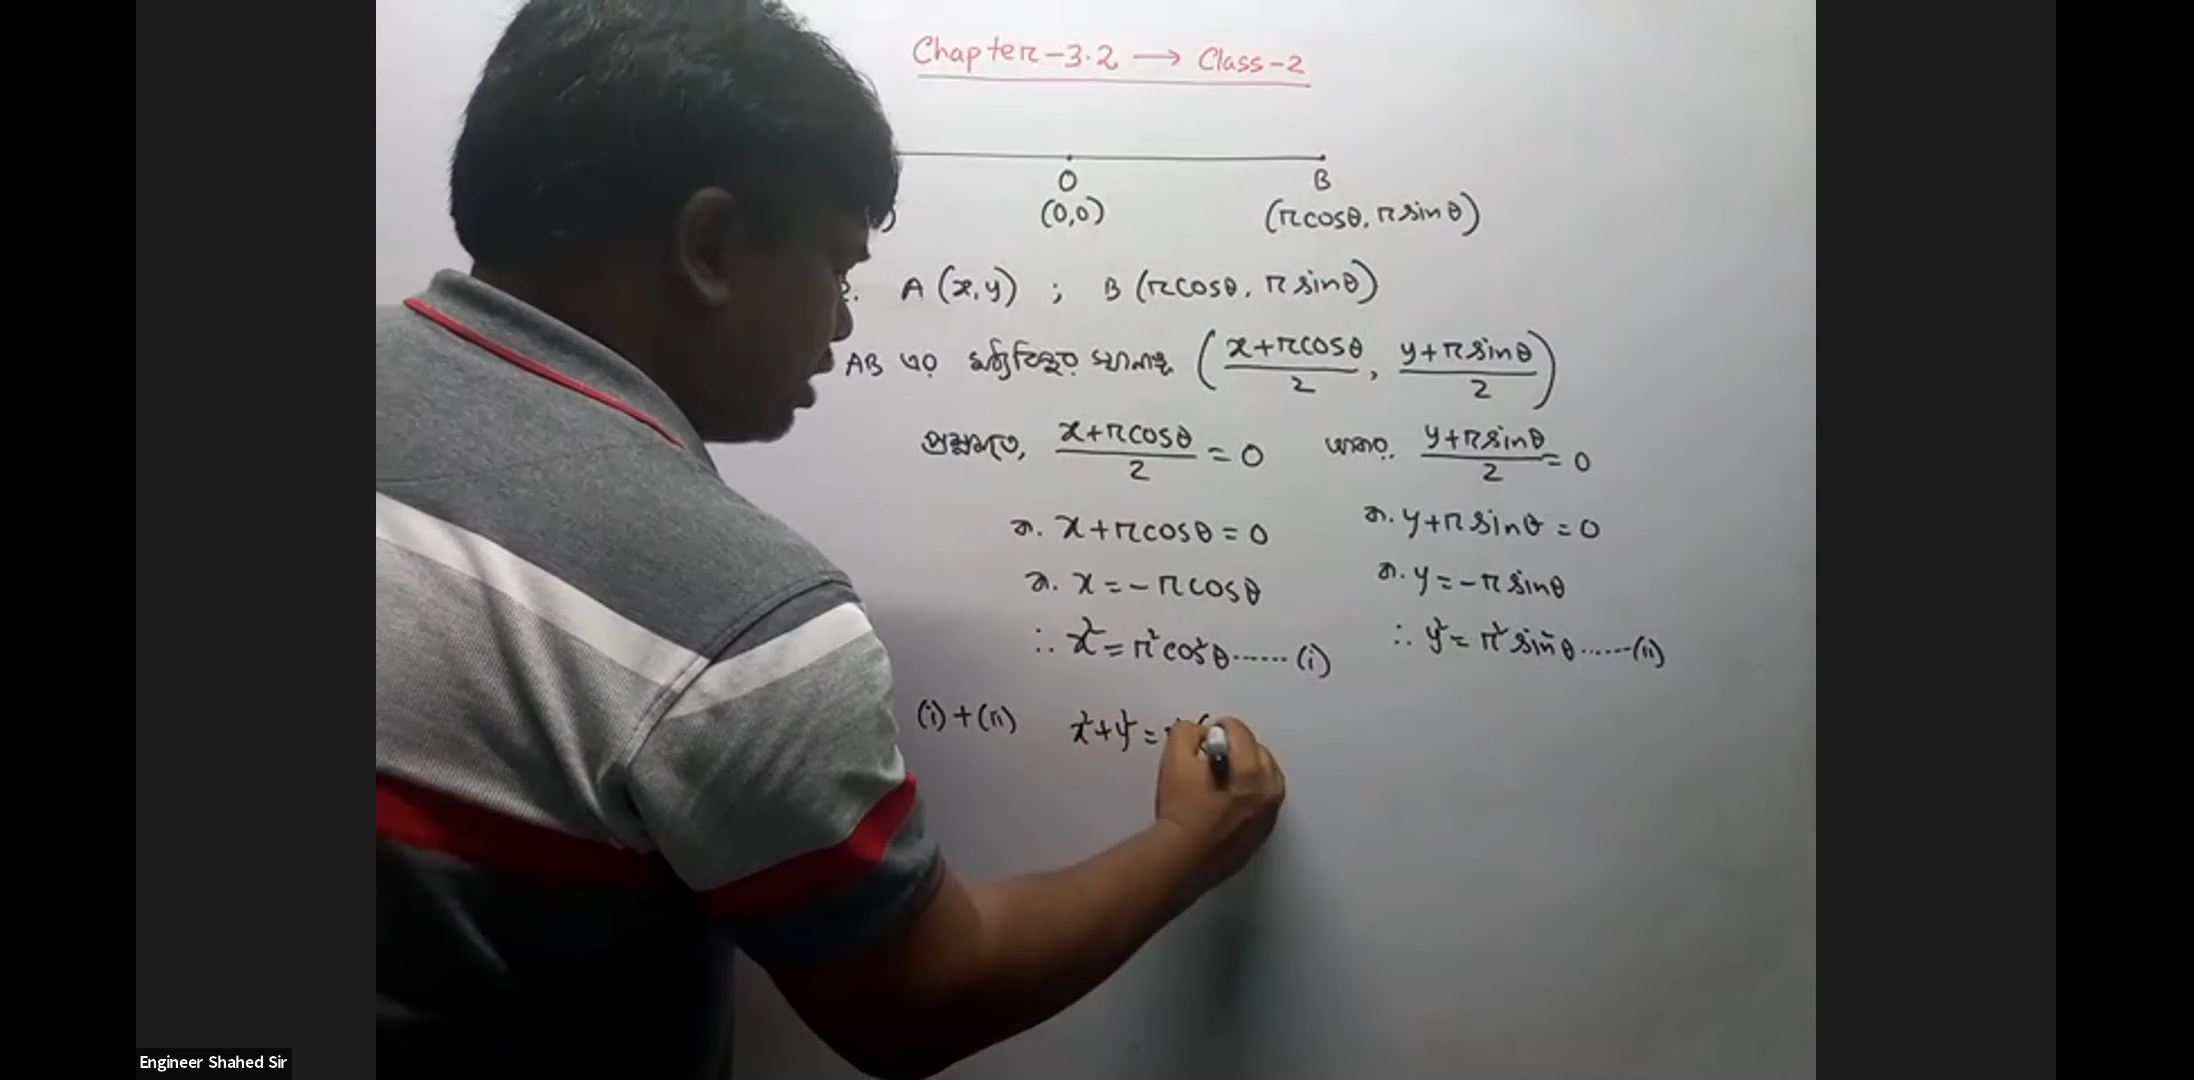 Chapter-3.2 → Class-2
O B
) (0,0) (rcosθ, rsinθ)
A (x,y) ; B (rcosθ, rsinθ)
AB এর মধ্যবিন্দুর স্থানাঙ্ক ( (x+rcosθ)/2 , (y+rsinθ)/2 )
প্রশ্নমতে, (x+rcosθ)/2 = 0 আবার, (y+rsinθ)/2 = 0
বা. x+rcosθ = 0 বা. y+rsinθ = 0
বা. x = -rcosθ বা. y = -rsinθ
∴ x² = r²cos²θ ...... (i) ∴ y² = r²sin²θ ...... (ii)
(i)+(ii) x²+y² =
Engineer Shahed Sir